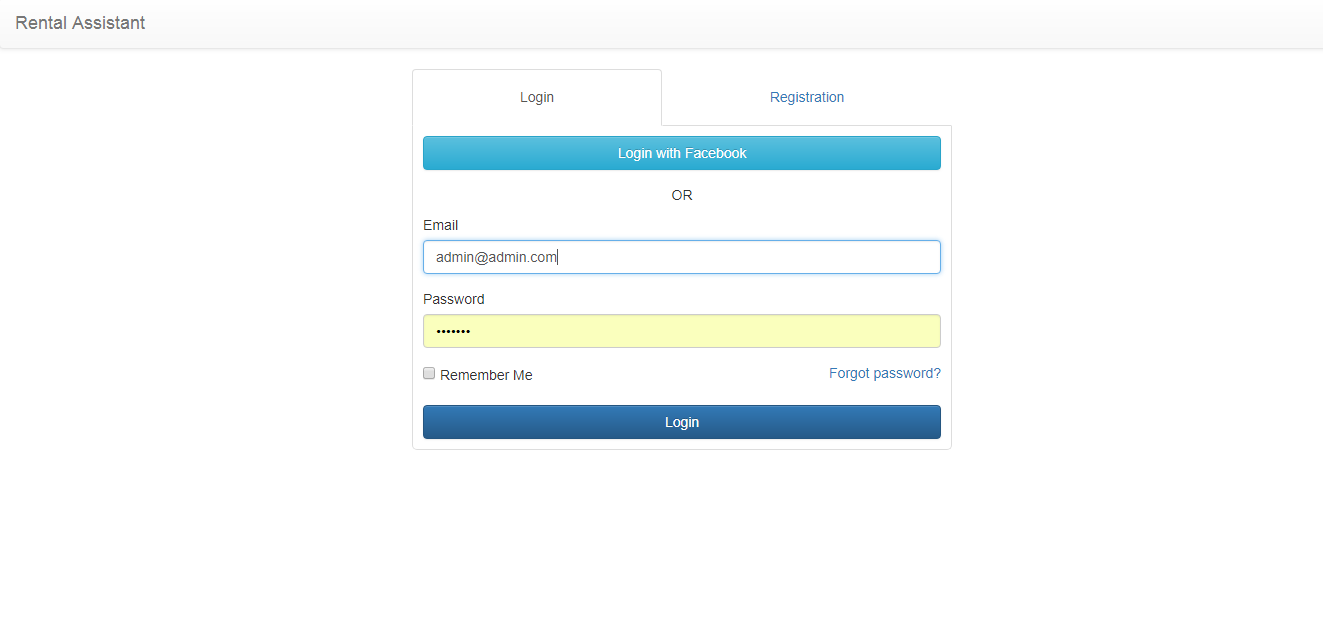 Rental Assistant
Login
Registration
Login with Facebook
OR
Email
admin@admin.com
Password
•••••••
Remember Me
Forgot password?
Login